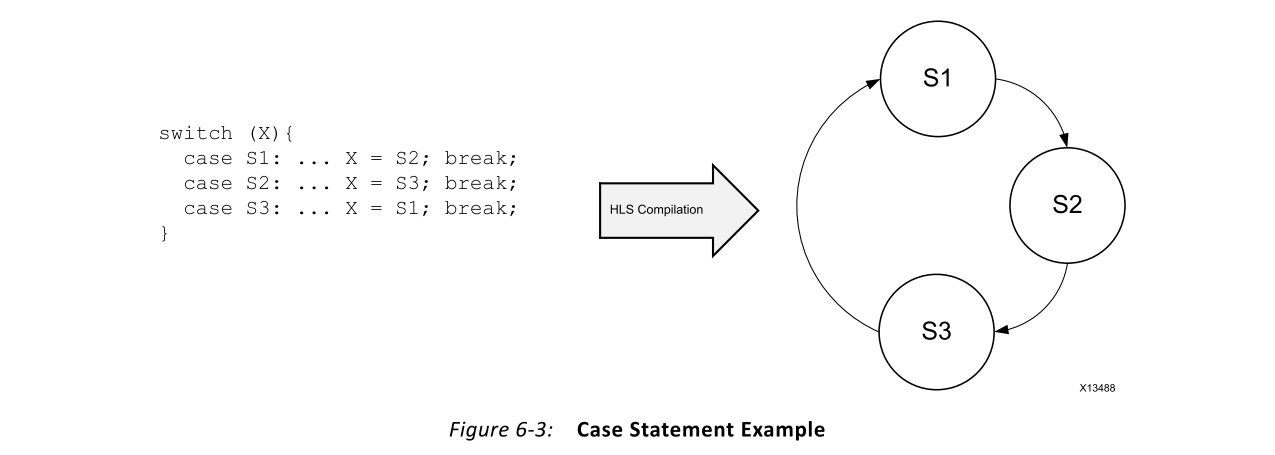 switch (X){
  case S1: ... X = S2; break;
  case S2: ... X = S3; break;
  case S3: ... X = S1; break;
}
HLS Compilation
S1
S2
S3
X13488
Figure 6-3: Case Statement Example